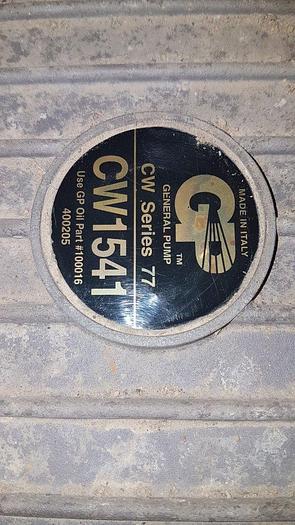 MADE IN ITALY
GP
TM
GENERAL PUMP
CW Series 77
CW1541
Use GP Oil Part #100016
400205